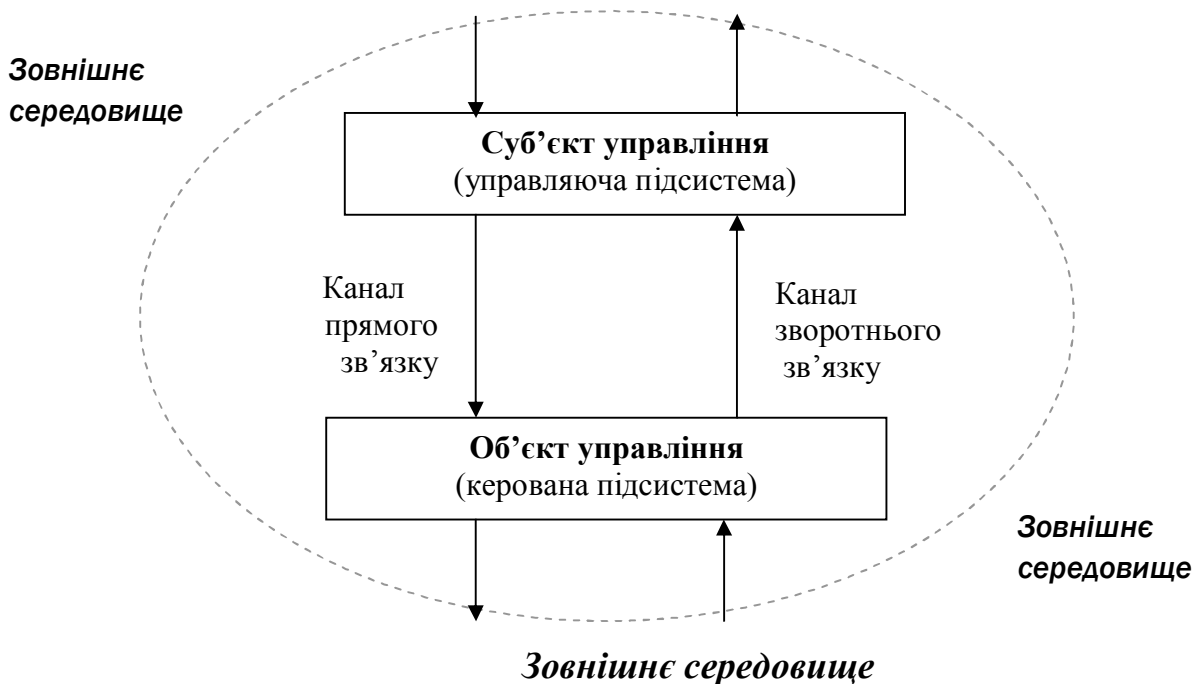 Зовнішнє
середовище
Суб’єкт управління
(управляюча підсистема)
Канал
прямого
зв’язку
Канал
зворотнього
зв’язку
Об’єкт управління
(керована підсистема)
Зовнішнє
середовище
Зовнішнє середовище